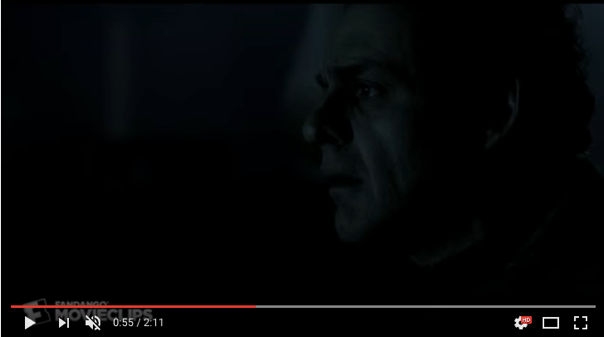 FANDANGO
MOVIECLIPS
0:55 / 2:11
HD